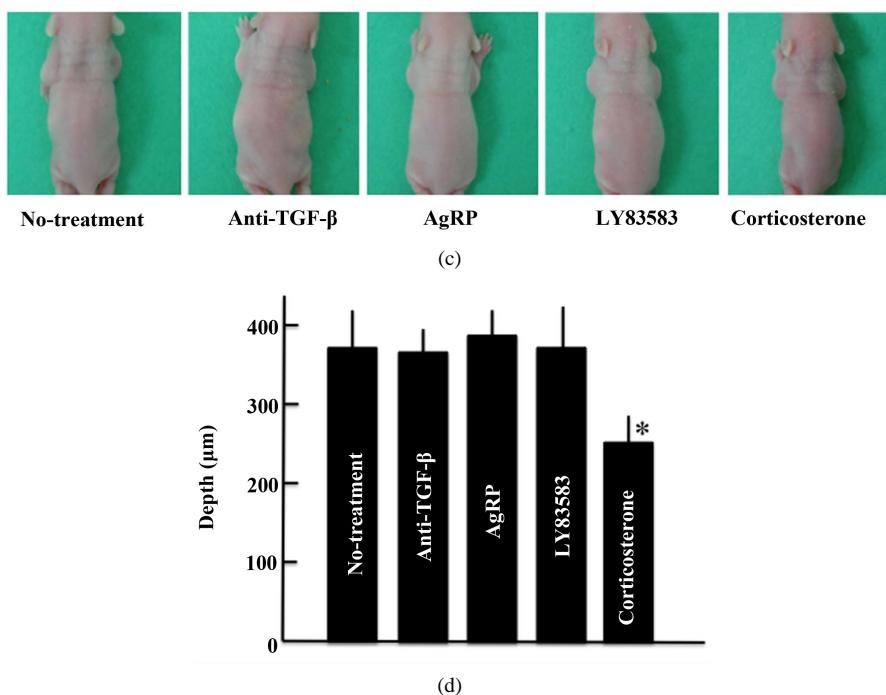 No-treatment Anti-TGF-β AgRP LY83583 Corticosterone
(c)
400
300
200
100
0
Depth (μm)
No-treatment
Anti-TGF-β
AgRP
LY83583
Corticosterone
*
(d)